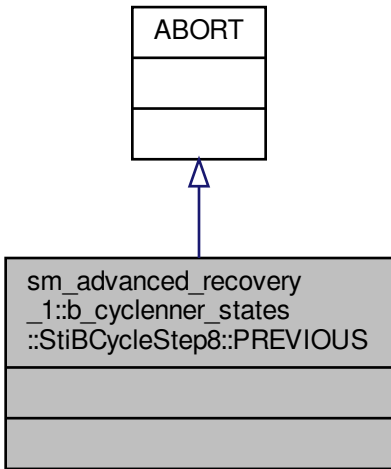 ABORT
sm_advanced_recovery
_1::b_cyclenner_states
::StiBCycleStep8::PREVIOUS